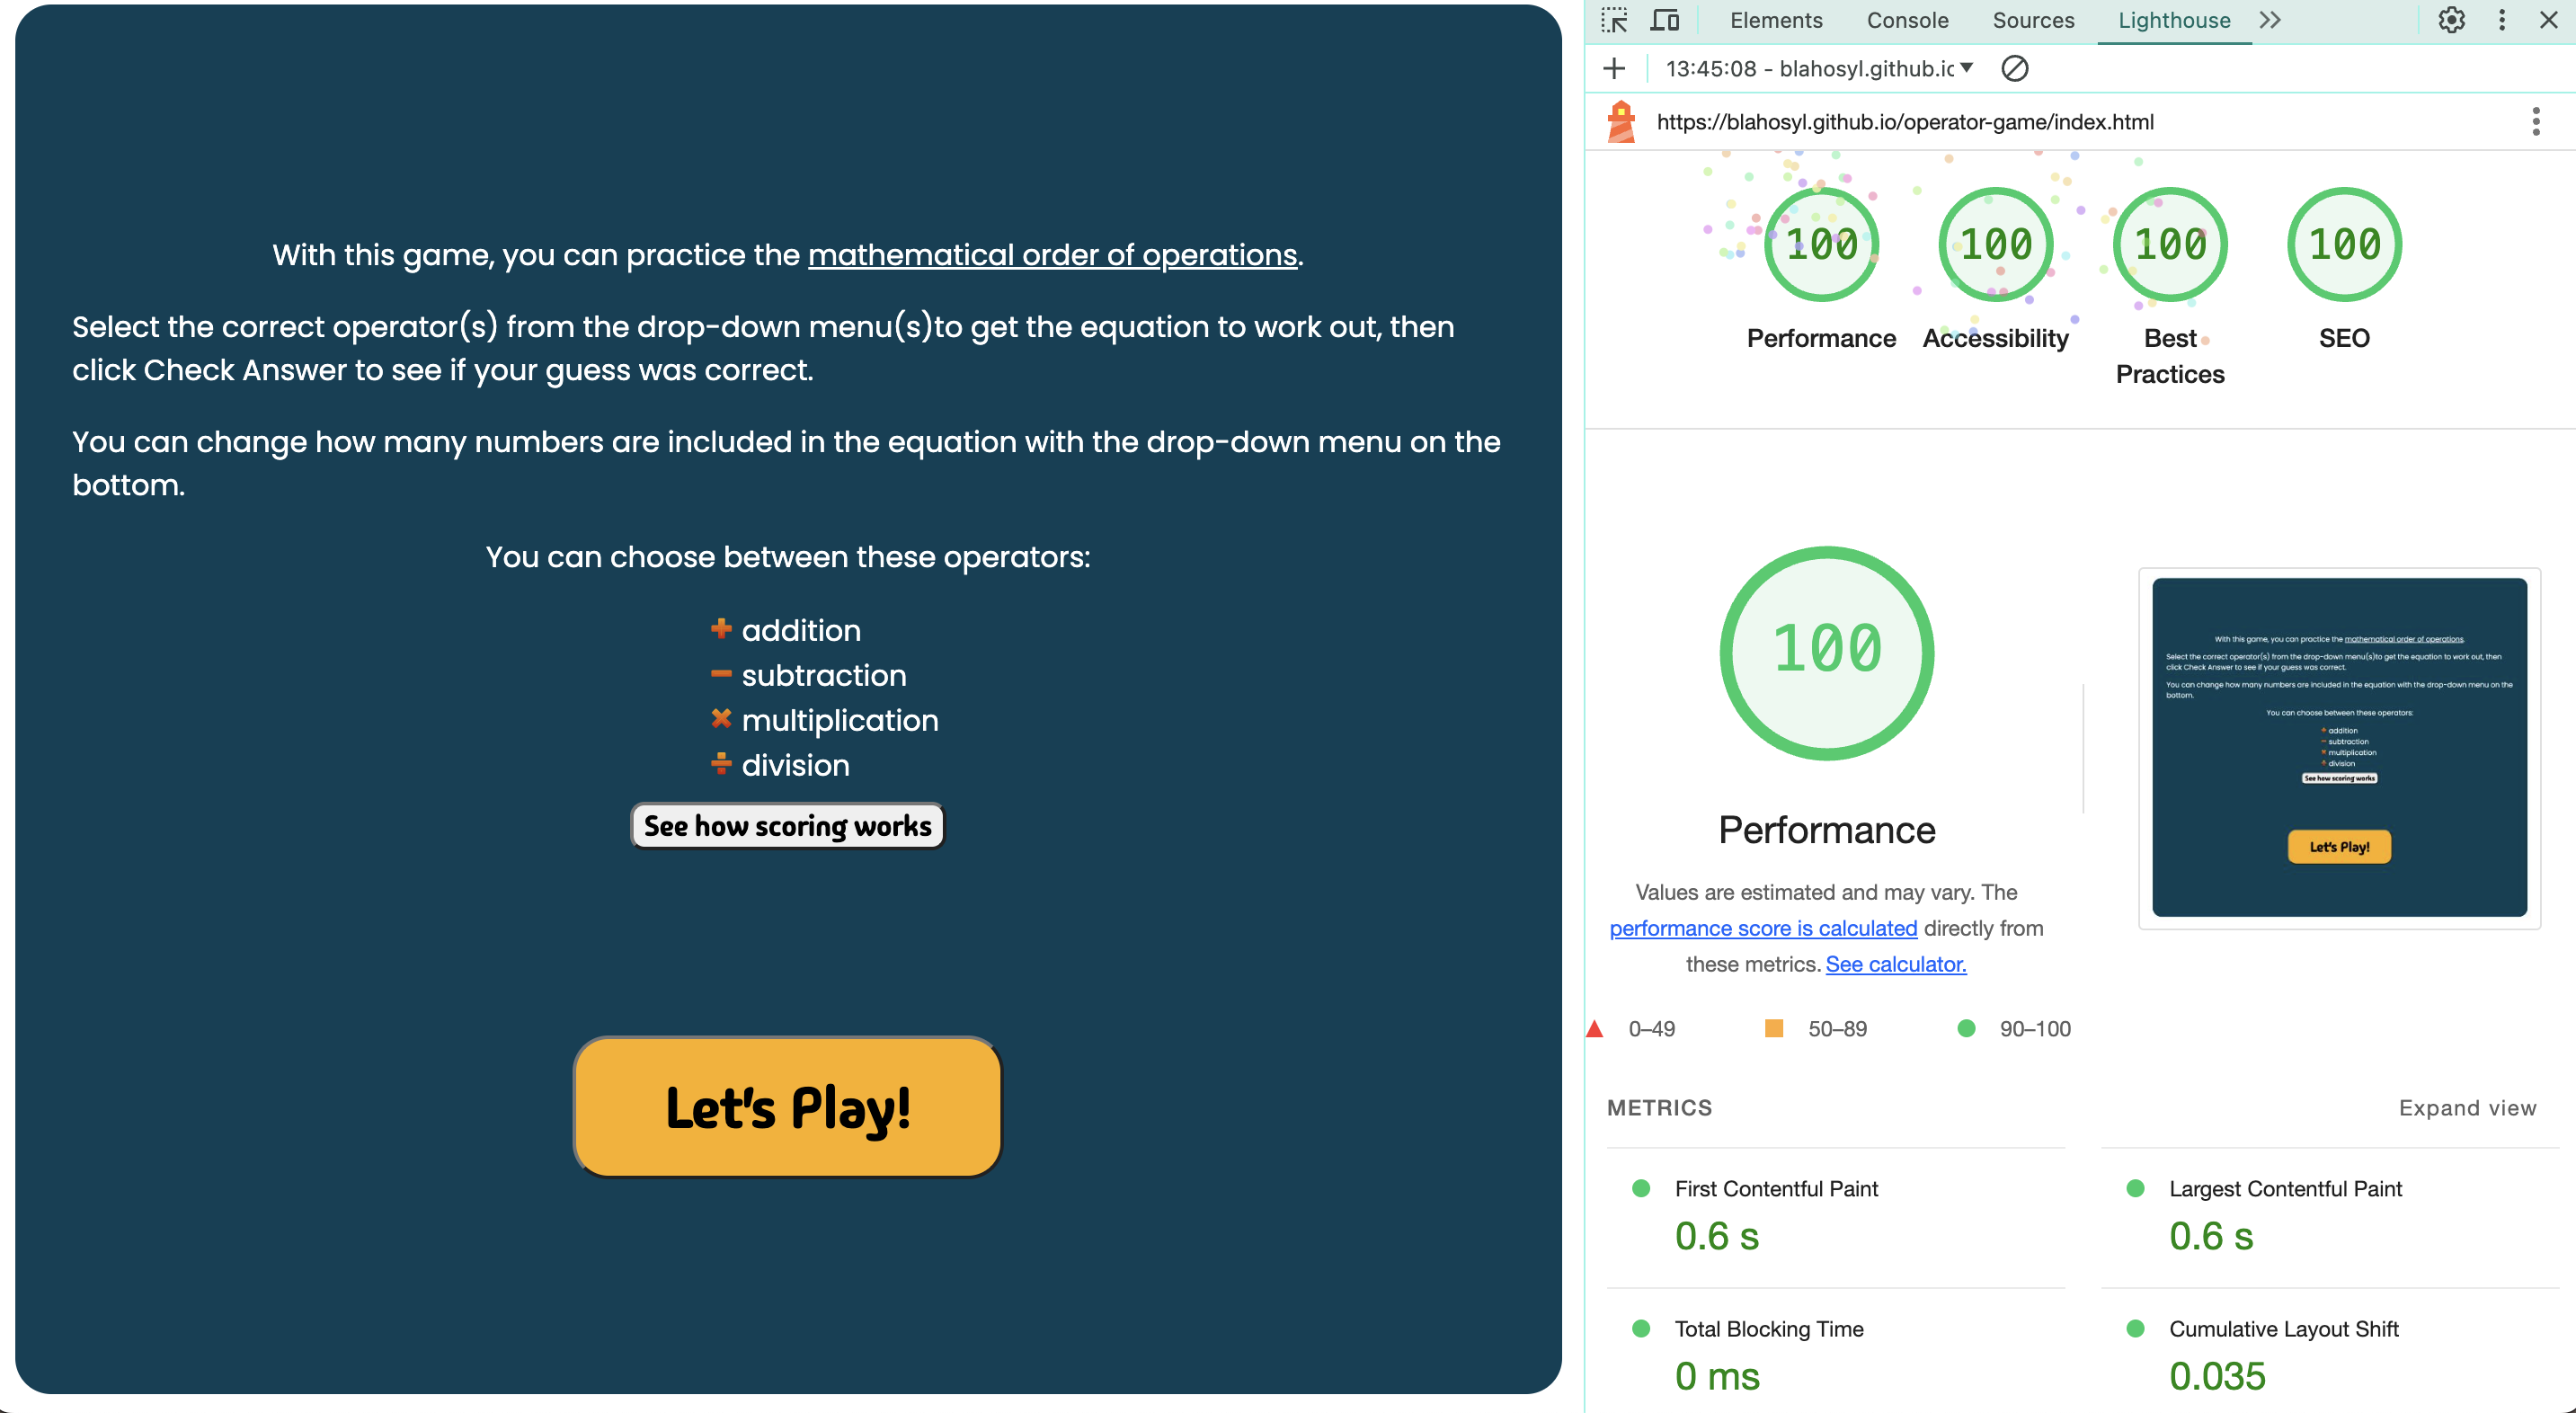 With this game, you can practice the mathematical order of operations.
Select the correct operator(s) from the drop-down menu(s)to get the equation to work out, then
click Check Answer to see if your guess was correct.
You can change how many numbers are included in the equation with the drop-down menu on the
bottom.
You can choose between these operators:
addition
subtraction
multiplication
division
See how scoring works
Let's Play!
Elements Console Sources Lighthouse
13:45:08 - blahosyl.github.ic
https://blahosyl.github.io/operator-game/index.html
100 100 100 100
Performance Accessibility Best Practices SEO
100
Performance
Values are estimated and may vary. The
performance score is calculated directly from
these metrics. See calculator.
0–49 50–89 90–100
With this game, you can practice the mathematical order of operations.
Select the correct operator(s) from the drop-down menu(s)to get the equation to work out, then
click Check Answer to see if your guess was correct.
You can change how many numbers are included in the equation with the drop-down menu on the
bottom.
You can choose between these operators:
addition
subtraction
multiplication
division
See how scoring works
Let's Play!
METRICS Expand view
First Contentful Paint
0.6 s
Largest Contentful Paint
0.6 s
Total Blocking Time
0 ms
Cumulative Layout Shift
0.035